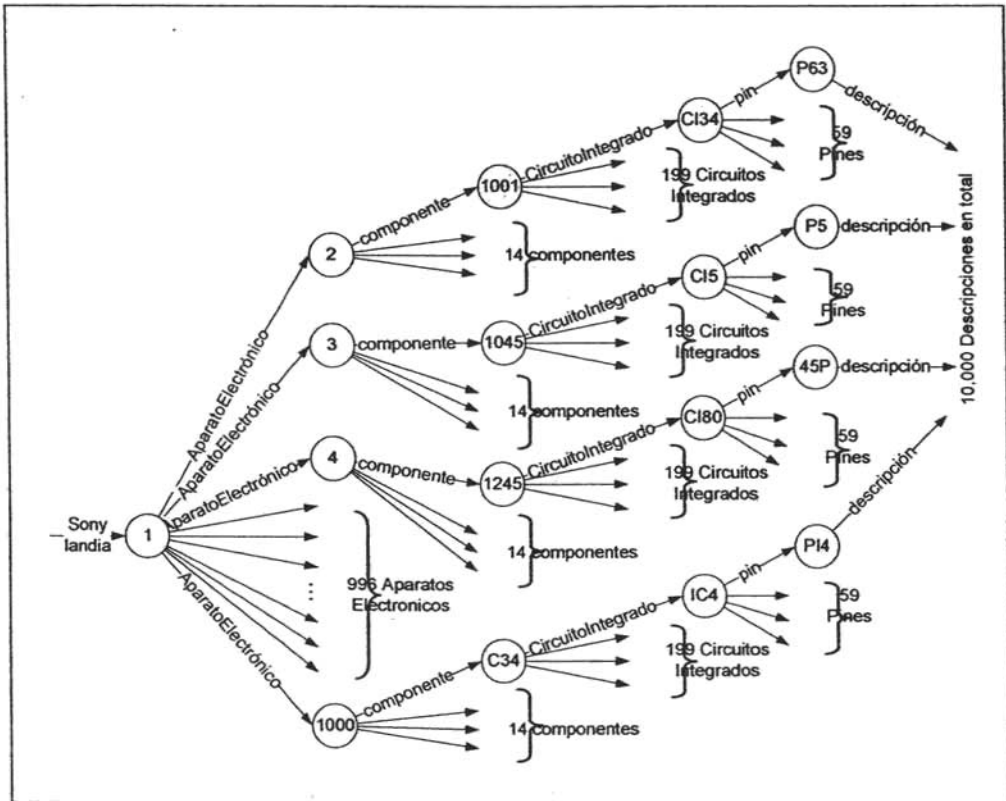 P63
pin
descripción
CI34
59
Pines
CircuitoIntegrado
1001
199 Circuitos
Integrados
componente
2
14 componentes
AparatoElectrónico
P5
descripción
pin
CI5
59
Pines
CircuitoIntegrado
3
componente
1045
199 Circuitos
Integrados
14 componentes
AparatoElectrónico
45P
descripción
pin
CI80
59
Pines
CircuitoIntegrado
4
componente
1245
199 Circuitos
Integrados
14 componentes
AparatoElectrónico
Sony
landia
1
...
996 Aparatos
Electronicos
PI4
descripción
pin
IC4
59
Pines
CircuitoIntegrado
C34
199 Circuitos
Integrados
componente
AparatoElectrónico
1000
14 componentes
10,000 Descripciones en total